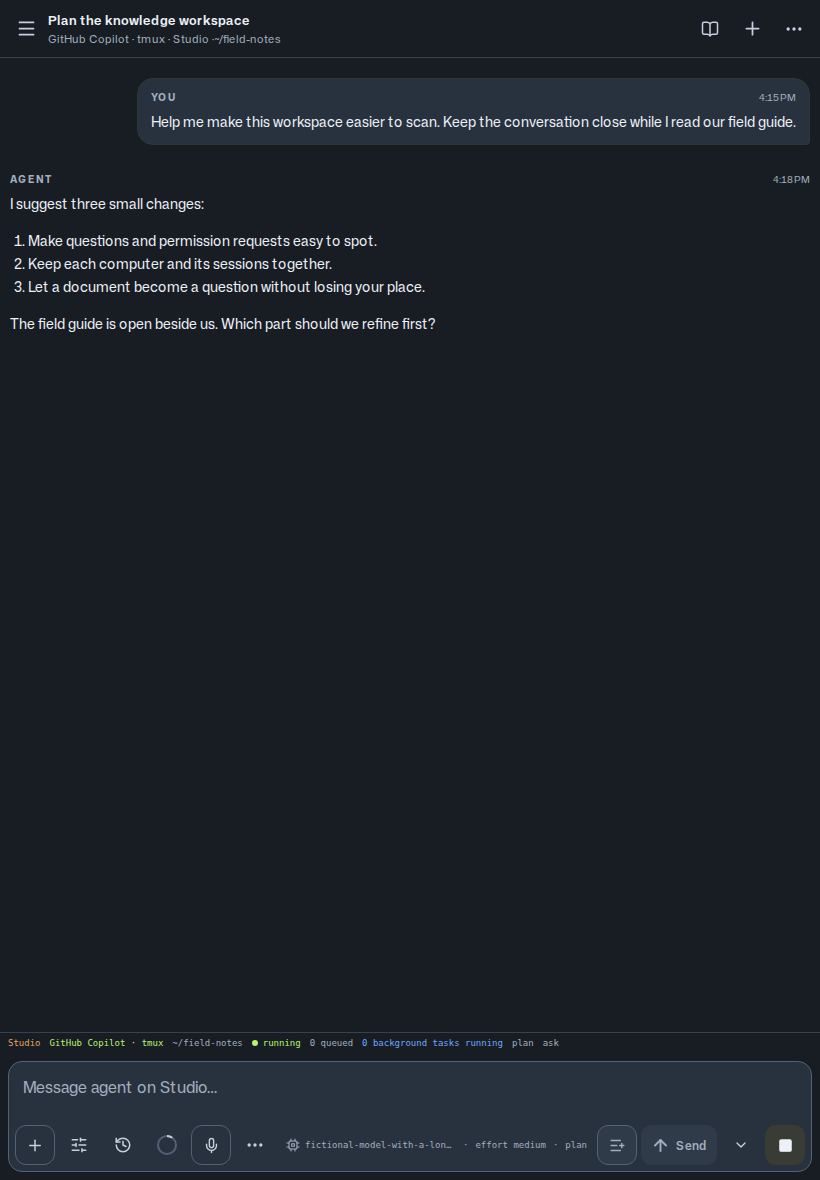 Plan the knowledge workspace
GitHub Copilot · tmux · Studio ·~/field-notes
YOU 4:15 PM
Help me make this workspace easier to scan. Keep the conversation close while I read our field guide.
AGENT 4:18 PM
I suggest three small changes:
1. Make questions and permission requests easy to spot.
2. Keep each computer and its sessions together.
3. Let a document become a question without losing your place.
The field guide is open beside us. Which part should we refine first?
Studio GitHub Copilot · tmux ~/field-notes ● running 0 queued 0 background tasks running plan ask
Message agent on Studio...
fictional-model-with-a-lon… · effort medium · plan Send